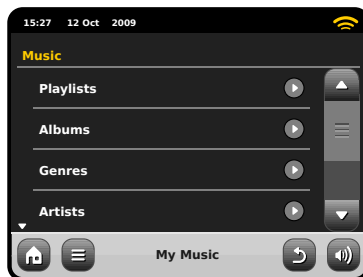 15:27 12 Oct 2009
Music
Playlists
Albums
Genres
Artists
My Music